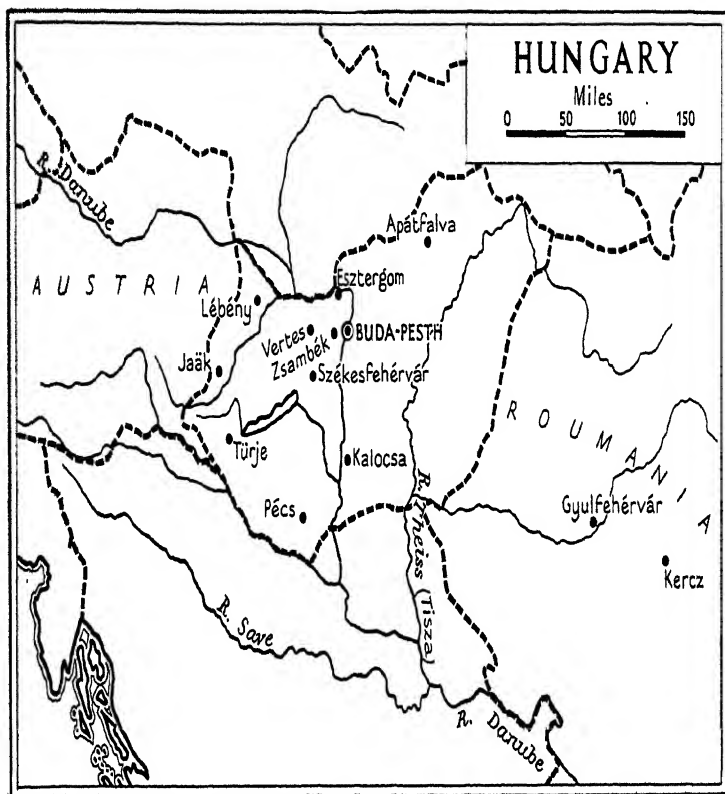 HUNGARY
Miles
0 50 100 150
R. Danube
Apátfalva
AUSTRIA
Esztergom
Lébény
Vertes
BUDA-PESTH
Zsambék
Jaäk
Székesfehérvár
ROUMANIA
Türje
Kalocsa
R. Theiss (Tisza)
Pécs
Gyulfehérvár
Kercz
R. Save
R. Danube